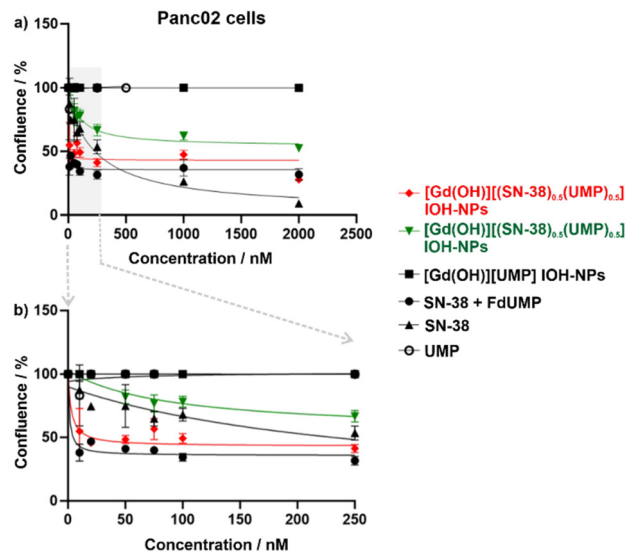 Panc02 cells
a)
Confluence / %
150
100
50
0
0 500 1000 1500 2000 2500
Concentration / nM
b)
Confluence / %
150
100
50
0
0 50 100 150 200 250
Concentration / nM
[Gd(OH)][(SN-38)0.5(UMP)0.5]
IOH-NPs
[Gd(OH)][(SN-38)0.5(UMP)0.5]
IOH-NPs
[Gd(OH)][UMP] IOH-NPs
SN-38 + FdUMP
SN-38
UMP